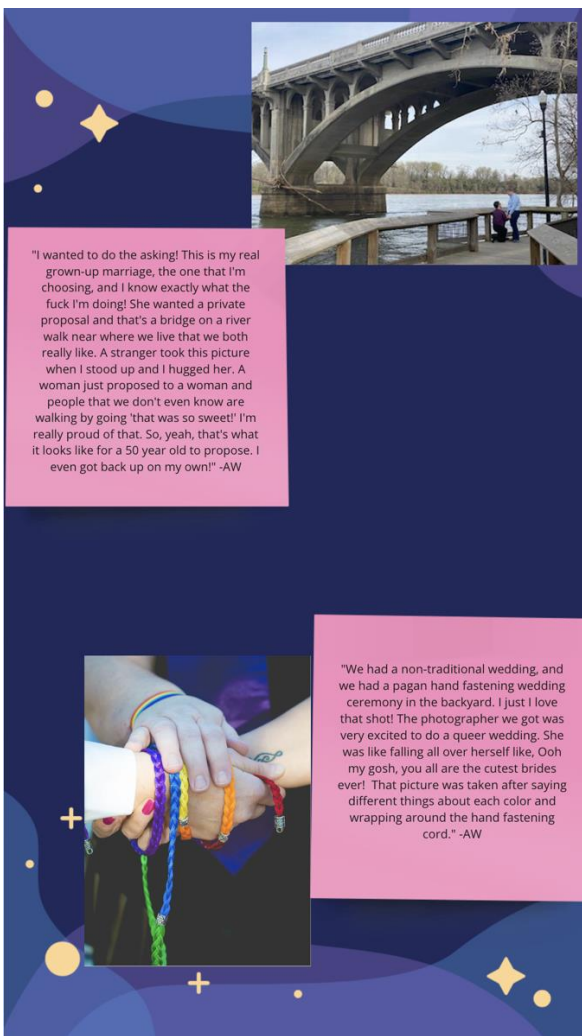 "I wanted to do the asking! This is my real
grown-up marriage, the one that I'm
choosing, and I know exactly what the
fuck I'm doing! She wanted a private
proposal and that's a bridge on a river
walk near where we live that we both
really like. A stranger took this picture
when I stood up and I hugged her. A
woman just proposed to a woman and
people that we don't even know are
walking by going 'that was so sweet!' I'm
really proud of that. So, yeah, that's what
it looks like for a 50 year old to propose. I
even got back up on my own!" -AW
"We had a non-traditional wedding, and
we had a pagan hand fastening wedding
ceremony in the backyard. I just I love
that shot! The photographer we got was
very excited to do a queer wedding. She
was like falling all over herself like, Ooh
my gosh, you all are the cutest brides
ever! That picture was taken after saying
different things about each color and
wrapping around the hand fastening
cord." -AW